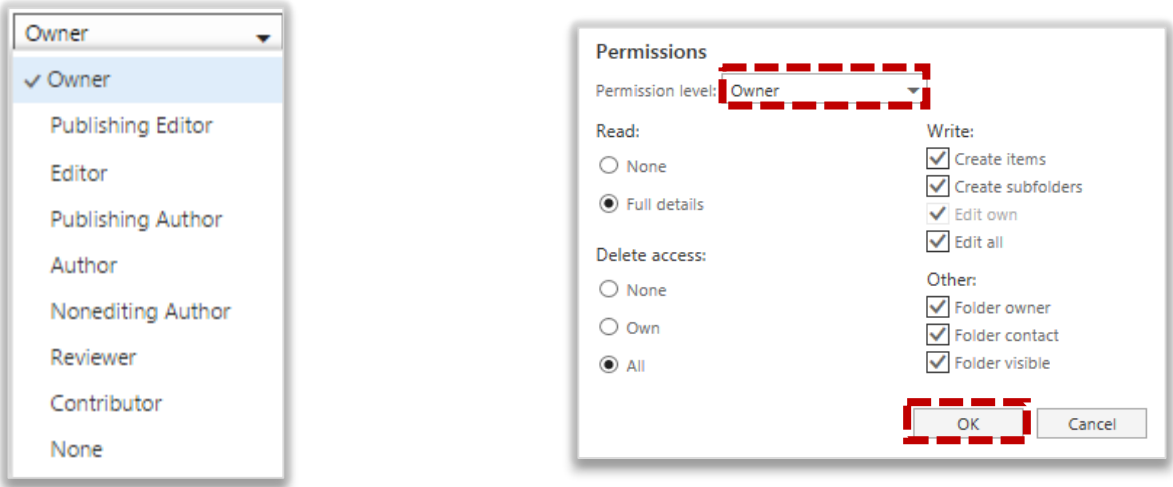 Owner
Owner
Publishing Editor
Editor
Publishing Author
Author
Nonediting Author
Reviewer
Contributor
None
Permissions
Permission level: Owner
Read:
None
Full details
Delete access:
None
Own
All
Write:
Create items
Create subfolders
Edit own
Edit all
Other:
Folder owner
Folder contact
Folder visible
OK
Cancel